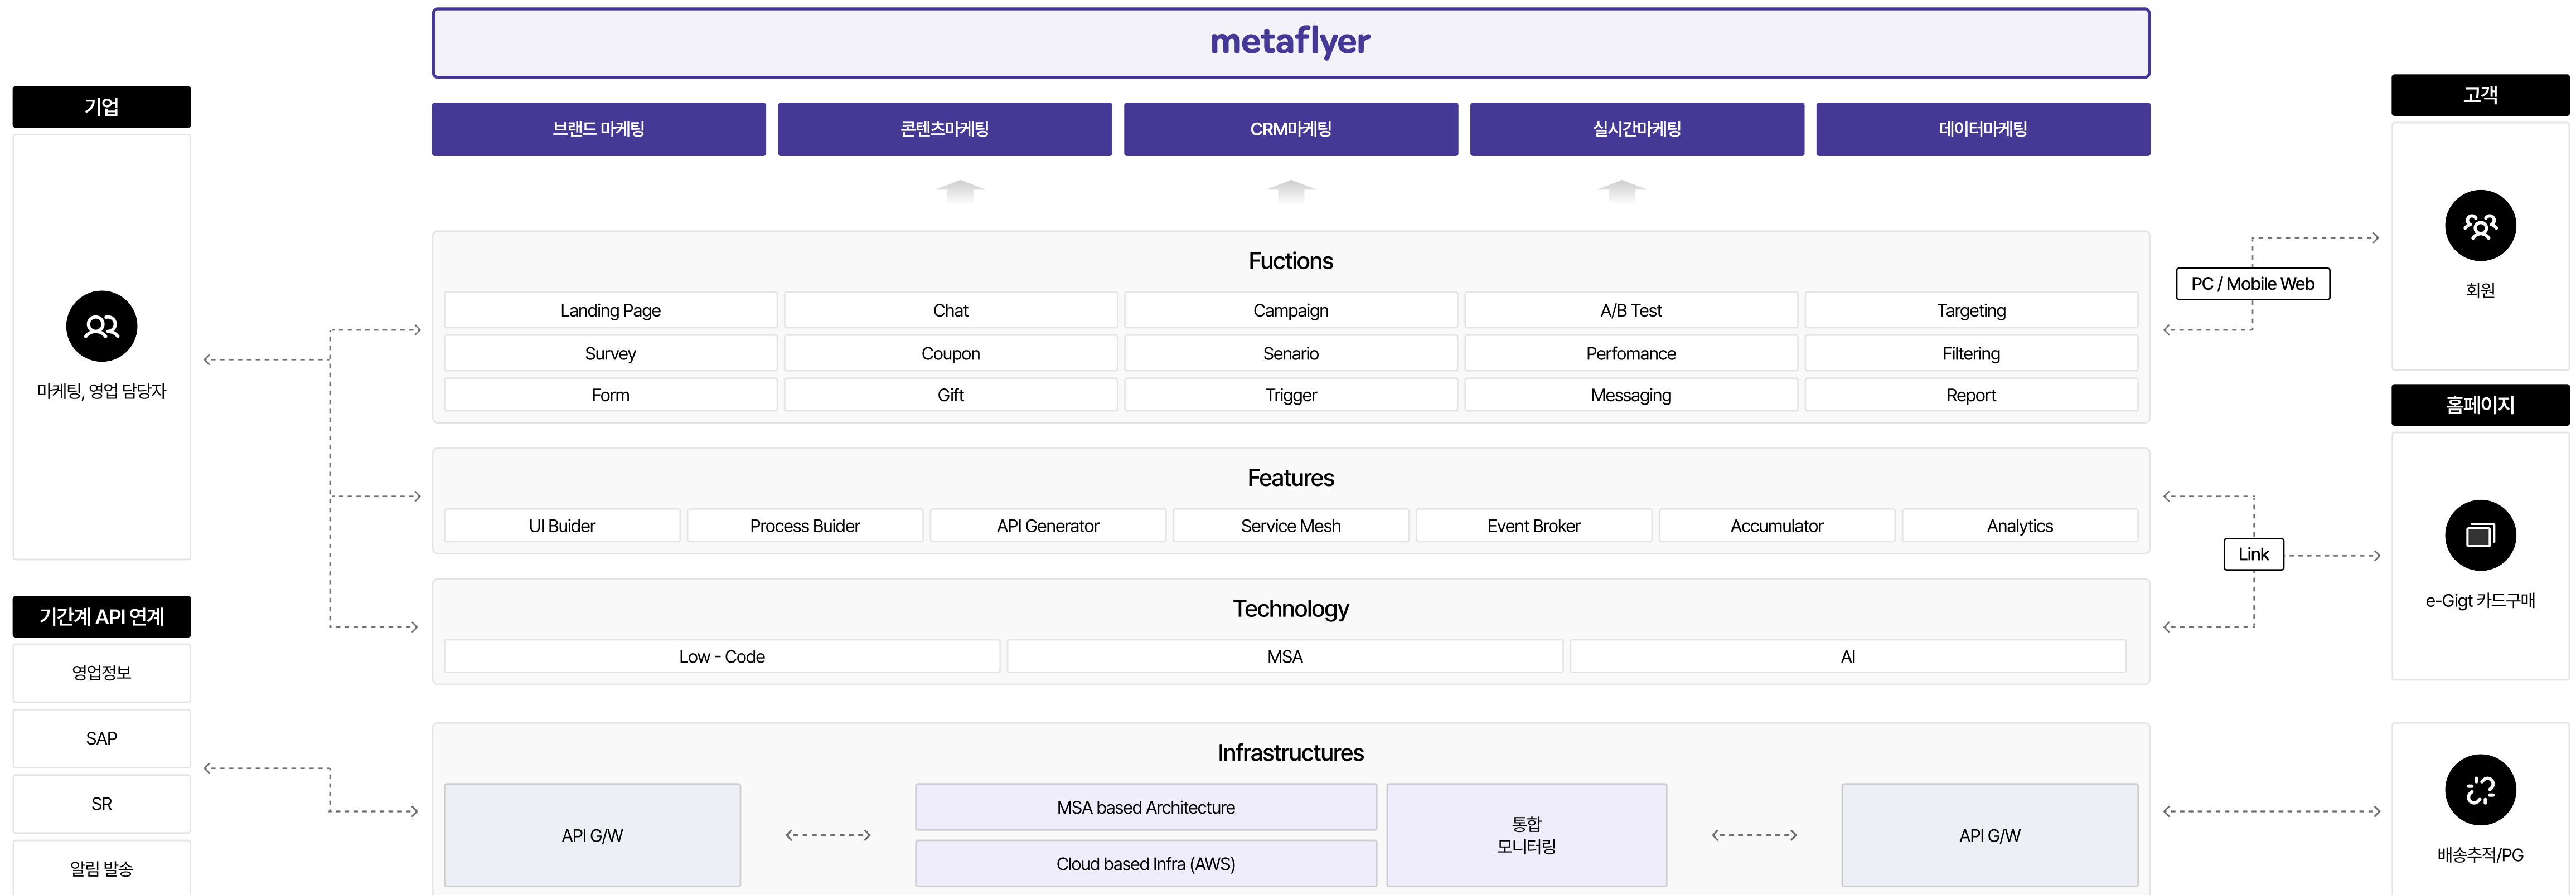 metaflyer
기업
마케팅, 영업 담당자
기간계 API 연계
영업정보
SAP
SR
알림 발송
브랜드 마케팅
콘텐츠마케팅
CRM마케팅
실시간마케팅
데이터마케팅
Fuctions
Landing Page
Chat
Campaign
A/B Test
Targeting
Survey
Coupon
Senario
Perfomance
Filtering
Form
Gift
Trigger
Messaging
Report
Features
UI Buider
Process Buider
API Generator
Service Mesh
Event Broker
Accumulator
Analytics
Technology
Low - Code
MSA
AI
Infrastructures
API G/W
MSA based Architecture
Cloud based Infra (AWS)
통합
모니터링
API G/W
PC / Mobile Web
Link
고객
회원
홈페이지
e-Gigt 카드구매
배송추적/PG